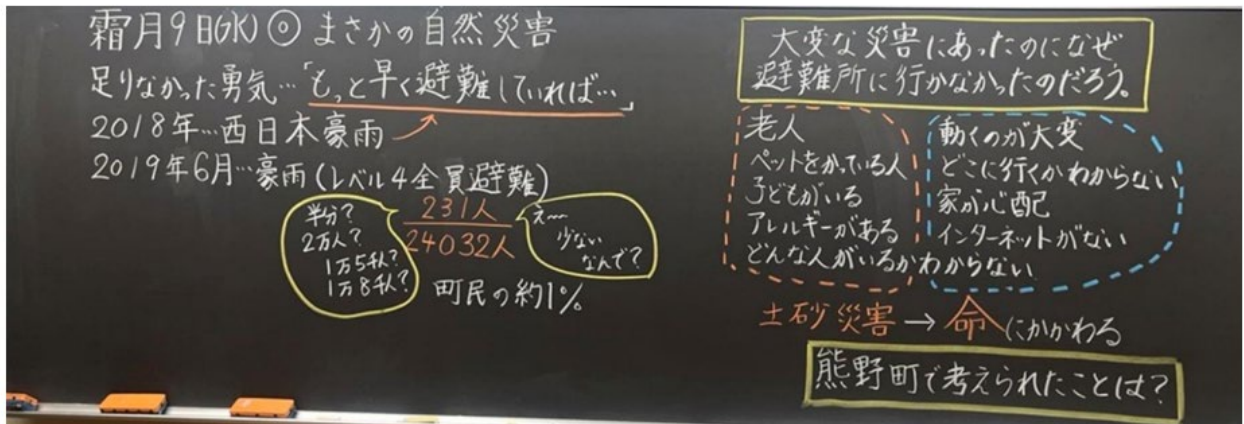 霜月9日(水)◎まさかの自然災害
足りなかった勇気…「もっと早く避難していれば…」
2018年…西日本豪雨
2019年6月…豪雨(レベル4全員避難)
半分?
2万人?
1万5千人?
1万8千人?
231人
24032人
え〜
少ない
なんで?
町民の約1%
大変な災害にあったのになぜ
避難所に行かなかったのだろう。
老人
ペットをかっている人
子どもがいる
アレルギーがある
どんな人がいるかわからない
動くのが大変
どこに行くかわからない
家が心配
インターネットがない
土砂災害→命にかかわる
熊野町で考えられたことは?